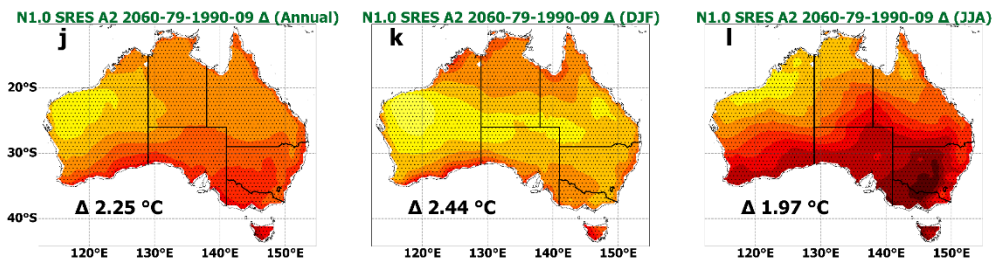 N1.0 SRES A2 2060-79-1990-09 Δ (Annual)
j
20°S
30°S
40°S
Δ 2.25 °C
120°E 130°E 140°E 150°E
N1.0 SRES A2 2060-79-1990-09 Δ (DJF)
k
Δ 2.44 °C
120°E 130°E 140°E 150°E
N1.0 SRES A2 2060-79-1990-09 Δ (JJA)
l
Δ 1.97 °C
120°E 130°E 140°E 150°E